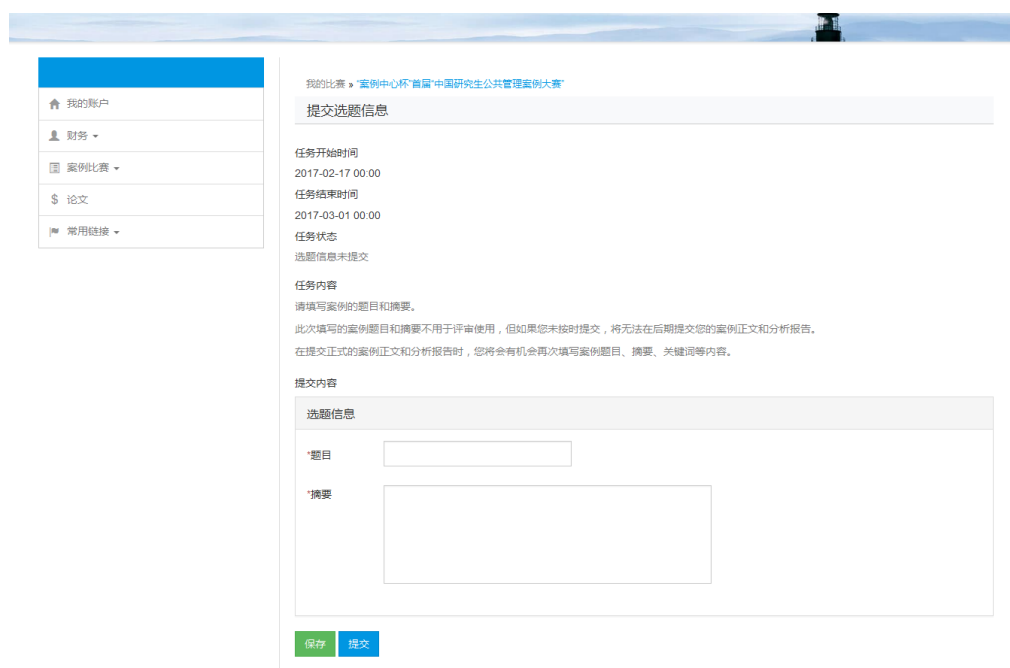 我的比赛 » "案例中心杯"首届"中国研究生公共管理案例大赛"
我的账户
提交选题信息
财务
案例比赛
论文
常用链接
任务开始时间
2017-02-17 00:00
任务结束时间
2017-03-01 00:00
任务状态
选题信息未提交
任务内容
请填写案例的题目和摘要。
此次填写的案例题目和摘要不用于评审使用，但如果您未按时提交，将无法在后期提交您的案例正文和分析报告。
在提交正式的案例正文和分析报告时，您将会有机会再次填写案例题目、摘要、关键词等内容。
提交内容
选题信息
*题目
*摘要
保存 提交